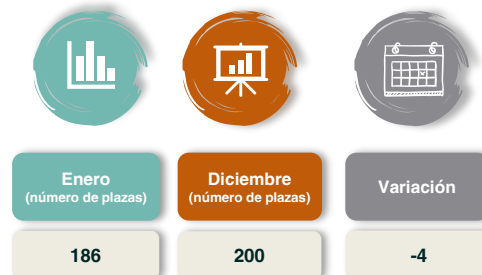 Enero
(número de plazas)
Diciembre
(número de plazas)
Variación
186
200
-4